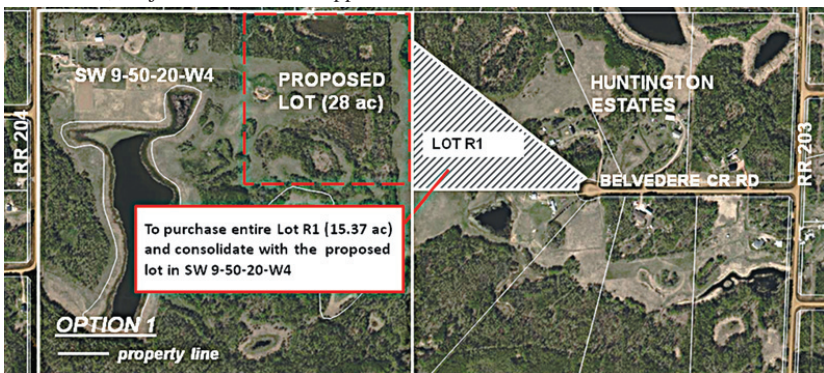 SW 9-50-20-W4
PROPOSED
LOT (28 ac)
HUNTINGTON
ESTATES
RR 204
LOT R1
RR 203
BELVEDERE CR RD
To purchase entire Lot R1 (15.37 ac)
and consolidate with the proposed
lot in SW 9-50-20-W4
OPTION 1
property line